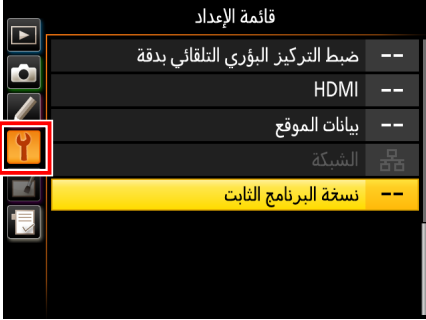 قائمة الإعداد
ضبط التركيز البؤري التلقائي بدقة --
HDMI --
بيانات الموقع --
الشبكة
نسخة البرنامج الثابت --